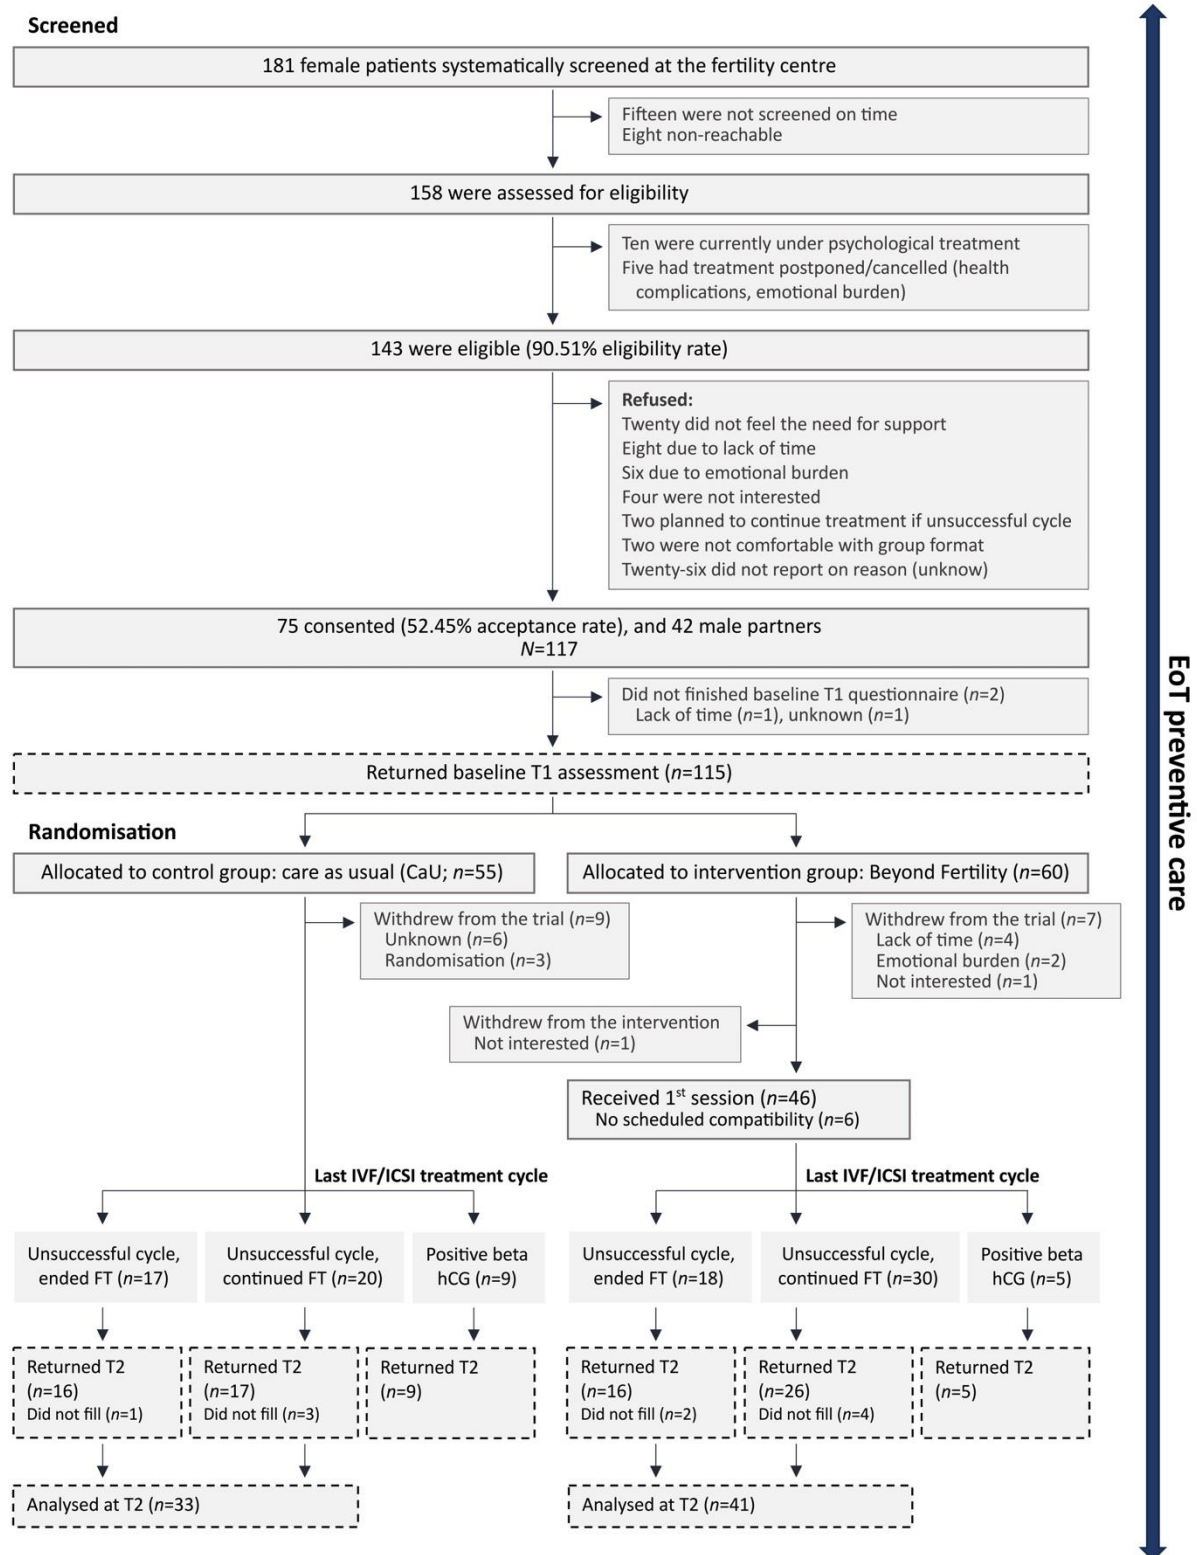 Screened
181 female patients systematically screened at the fertility centre
Fifteen were not screened on time
Eight non-reachable
158 were assessed for eligibility
Ten were currently under psychological treatment
Five had treatment postponed/cancelled (health
complications, emotional burden)
143 were eligible (90.51% eligibility rate)
Refused:
Twenty did not feel the need for support
Eight due to lack of time
Six due to emotional burden
Four were not interested
Two planned to continue treatment if unsuccessful cycle
Two were not comfortable with group format
Twenty-six did not report on reason (unknow)
75 consented (52.45% acceptance rate), and 42 male partners
N=117
Did not finished baseline T1 questionnaire (n=2)
Lack of time (n=1), unknown (n=1)
Returned baseline T1 assessment (n=115)
Randomisation
Allocated to control group: care as usual (CaU; n=55)
Allocated to intervention group: Beyond Fertility (n=60)
Withdrew from the trial (n=9)
Unknown (n=6)
Randomisation (n=3)
Withdrew from the trial (n=7)
Lack of time (n=4)
Emotional burden (n=2)
Not interested (n=1)
Withdrew from the intervention
Not interested (n=1)
Received 1st session (n=46)
No scheduled compatibility (n=6)
Last IVF/ICSI treatment cycle
Last IVF/ICSI treatment cycle
Unsuccessful cycle,
ended FT (n=17)
Unsuccessful cycle,
continued FT (n=20)
Positive beta
hCG (n=9)
Unsuccessful cycle,
ended FT (n=18)
Unsuccessful cycle,
continued FT (n=30)
Positive beta
hCG (n=5)
Returned T2
(n=16)
Did not fill (n=1)
Returned T2
(n=17)
Did not fill (n=3)
Returned T2
(n=9)
Returned T2
(n=16)
Did not fill (n=2)
Returned T2
(n=26)
Did not fill (n=4)
Returned T2
(n=5)
Analysed at T2 (n=33)
Analysed at T2 (n=41)
EoT preventive care